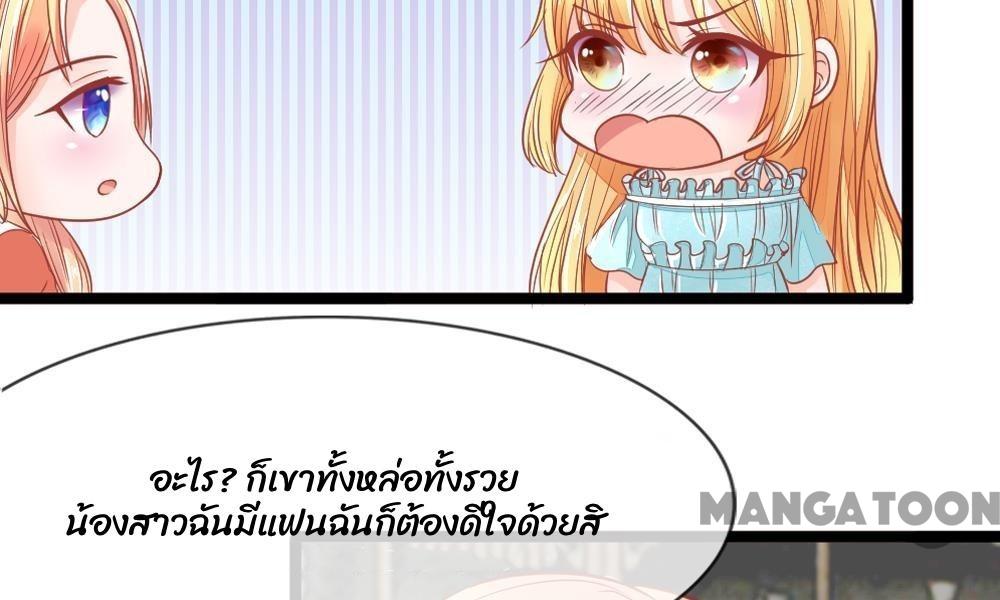 อะไร? ก็เขาทั้งหล่อทั้งรวย
น้องสาวฉันมีแฟนฉันก็ต้องดีใจด้วยสิ
MANGATOON